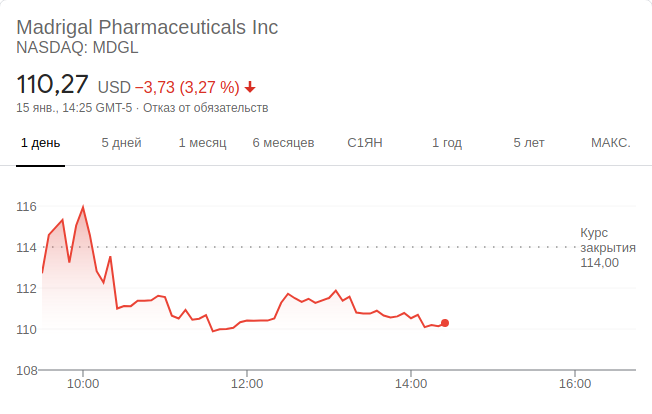 Madrigal Pharmaceuticals Inc
NASDAQ: MDGL
110,27 USD −3,73 (3,27 %)
15 янв., 14:25 GMT-5 · Отказ от обязательств
1 день 5 дней 1 месяц 6 месяцев С1ЯН 1 год 5 лет МАКС.
116
Курс
114 закрытия
114,00
112
110
108
10:00 12:00 14:00 16:00